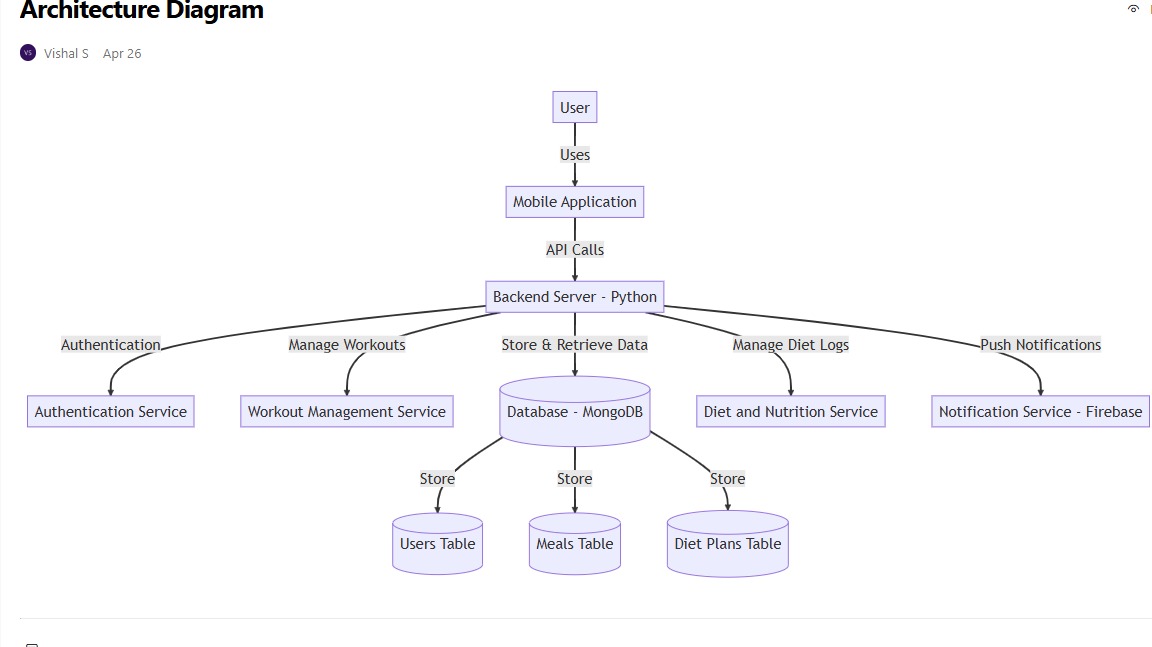 Architecture Diagram
VS Vishal S Apr 26
User
Uses
Mobile Application
API Calls
Backend Server - Python
Authentication Manage Workouts Store & Retrieve Data Manage Diet Logs Push Notifications
Authentication Service Workout Management Service Database - MongoDB Diet and Nutrition Service Notification Service - Firebase
Store Store Store
Users Table Meals Table Diet Plans Table